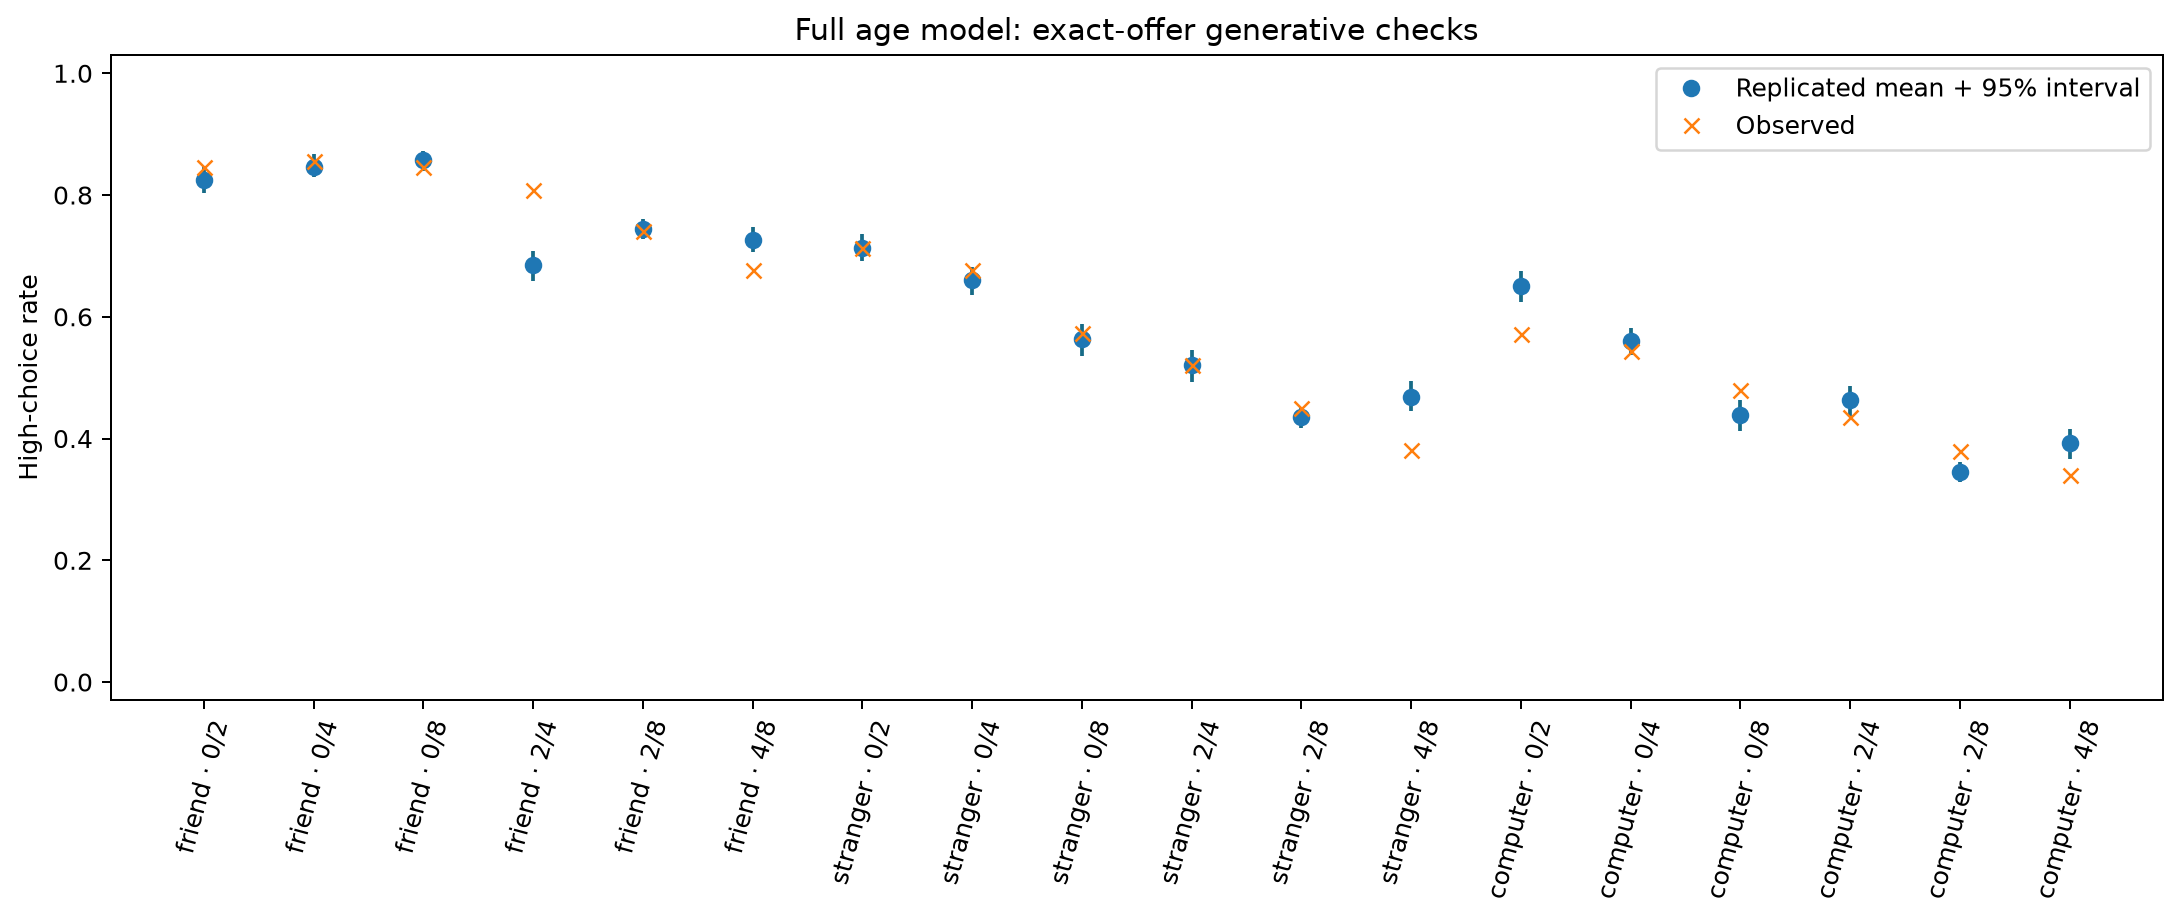 Full age model: exact-offer generative checks
Replicated mean + 95% interval
Observed
High-choice rate
1.0
0.8
0.6
0.4
0.2
0.0
friend · 0/2
friend · 0/4
friend · 0/8
friend · 2/4
friend · 2/8
friend · 4/8
stranger · 0/2
stranger · 0/4
stranger · 0/8
stranger · 2/4
stranger · 2/8
stranger · 4/8
computer · 0/2
computer · 0/4
computer · 0/8
computer · 2/4
computer · 2/8
computer · 4/8